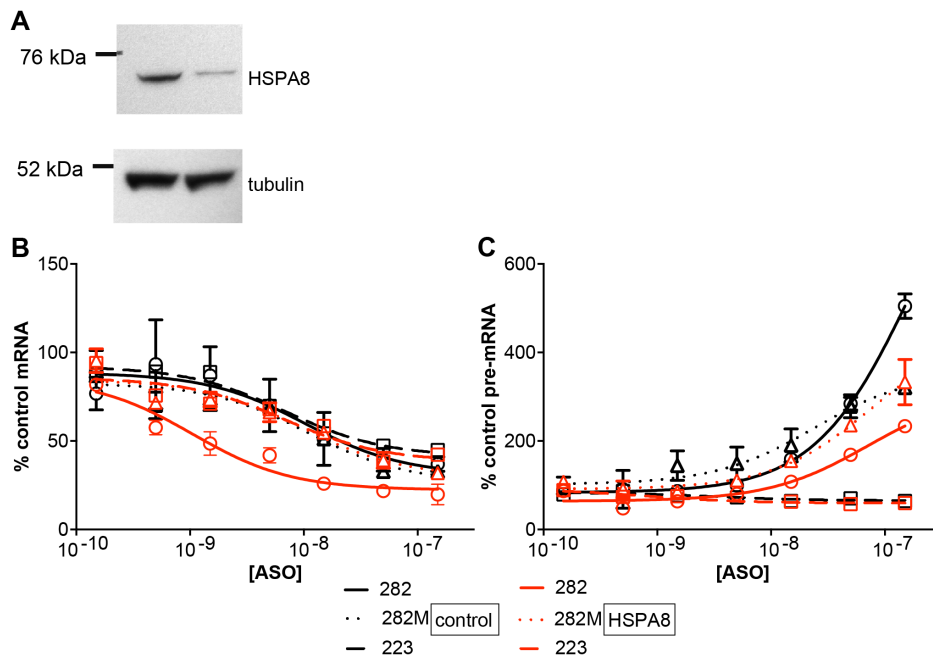 A
76 kDa
HSPA8
52 kDa
tubulin
B
C
% control mRNA
150
100
50
0
10-10
10-9
10-8
10-7
[ASO]
% control pre-mRNA
600
400
200
0
10-10
10-9
10-8
10-7
[ASO]
282
282M control
223
282
282M HSPA8
223